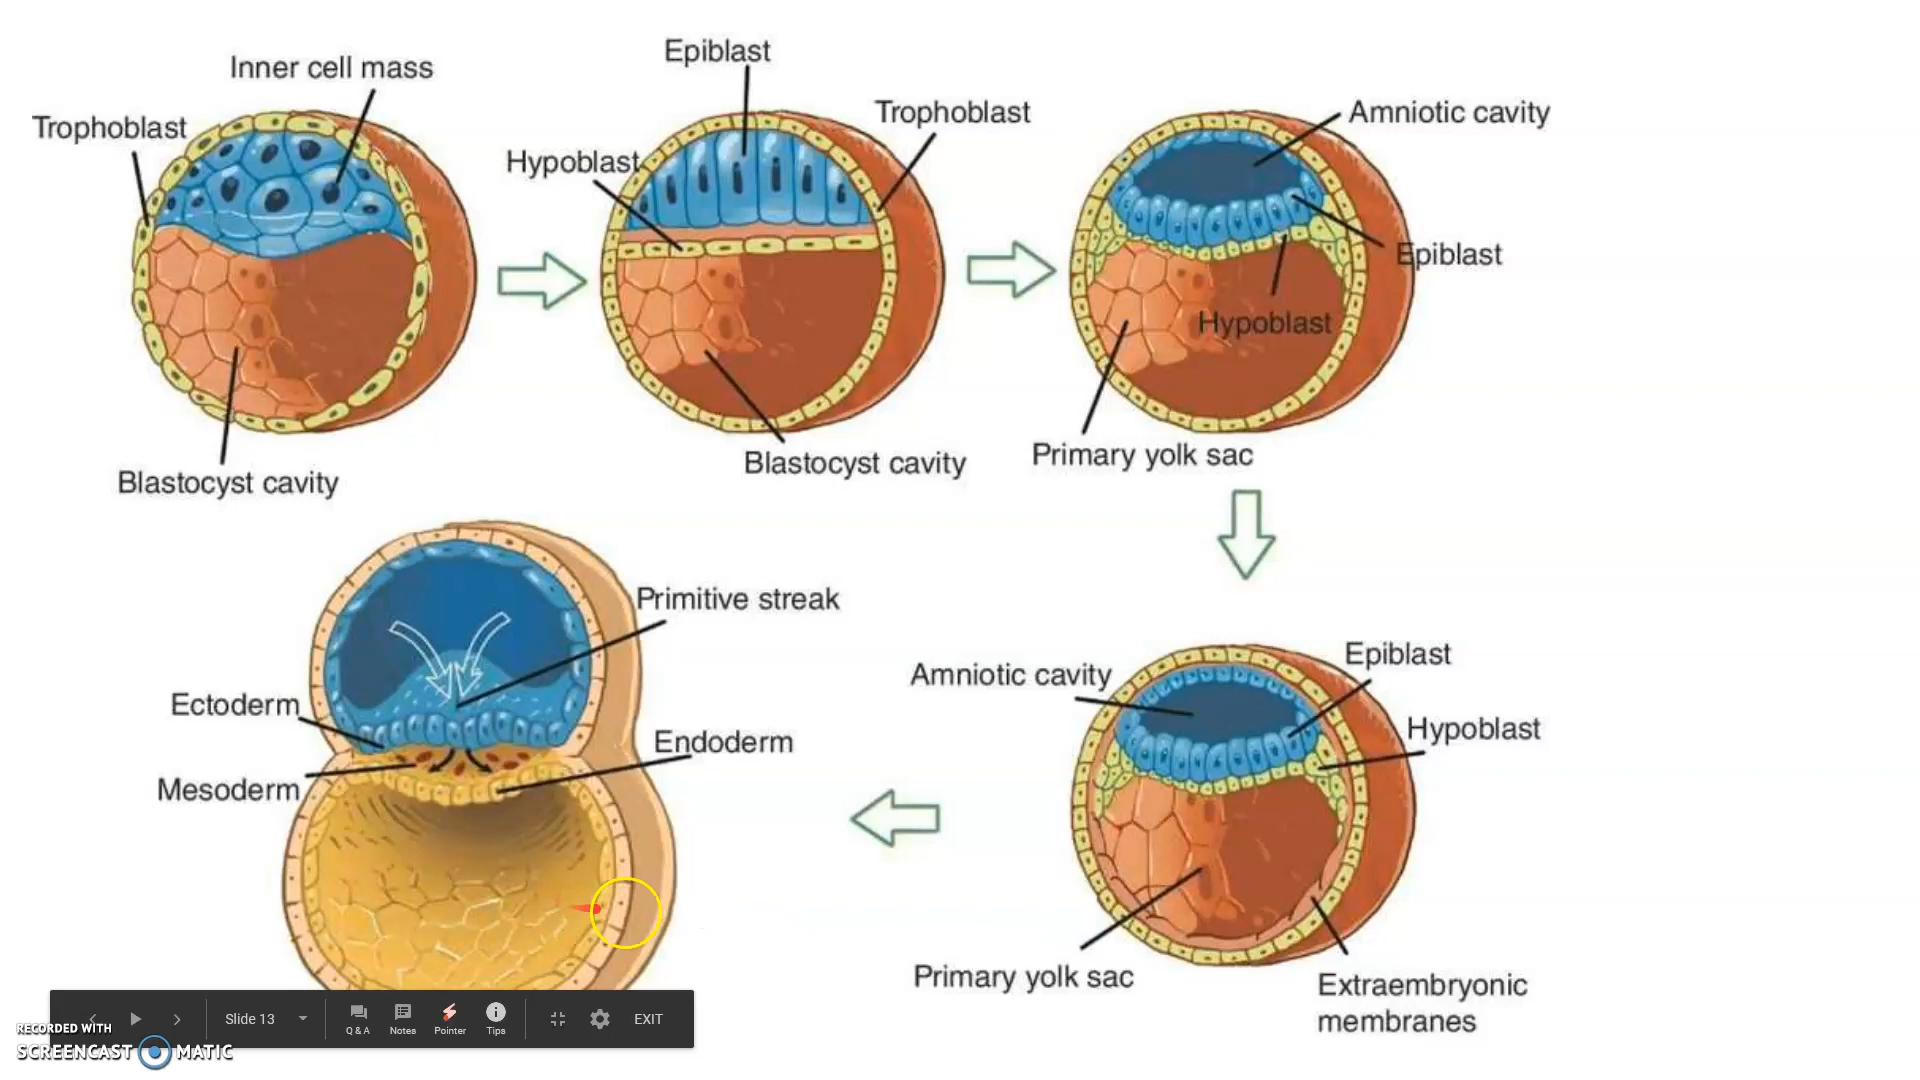 Inner cell mass
Trophoblast
Blastocyst cavity
Epiblast
Trophoblast
Hypoblast
Blastocyst cavity
Amniotic cavity
Epiblast
Hypoblast
Primary yolk sac
Amniotic cavity
Epiblast
Hypoblast
Primary yolk sac
Extraembryonic
membranes
Primitive streak
Ectoderm
Endoderm
Mesoderm
Slide 13
Q & A
Notes
Pointer
Tips
EXIT
RECORDED WITH
SCREENCAST MATIC